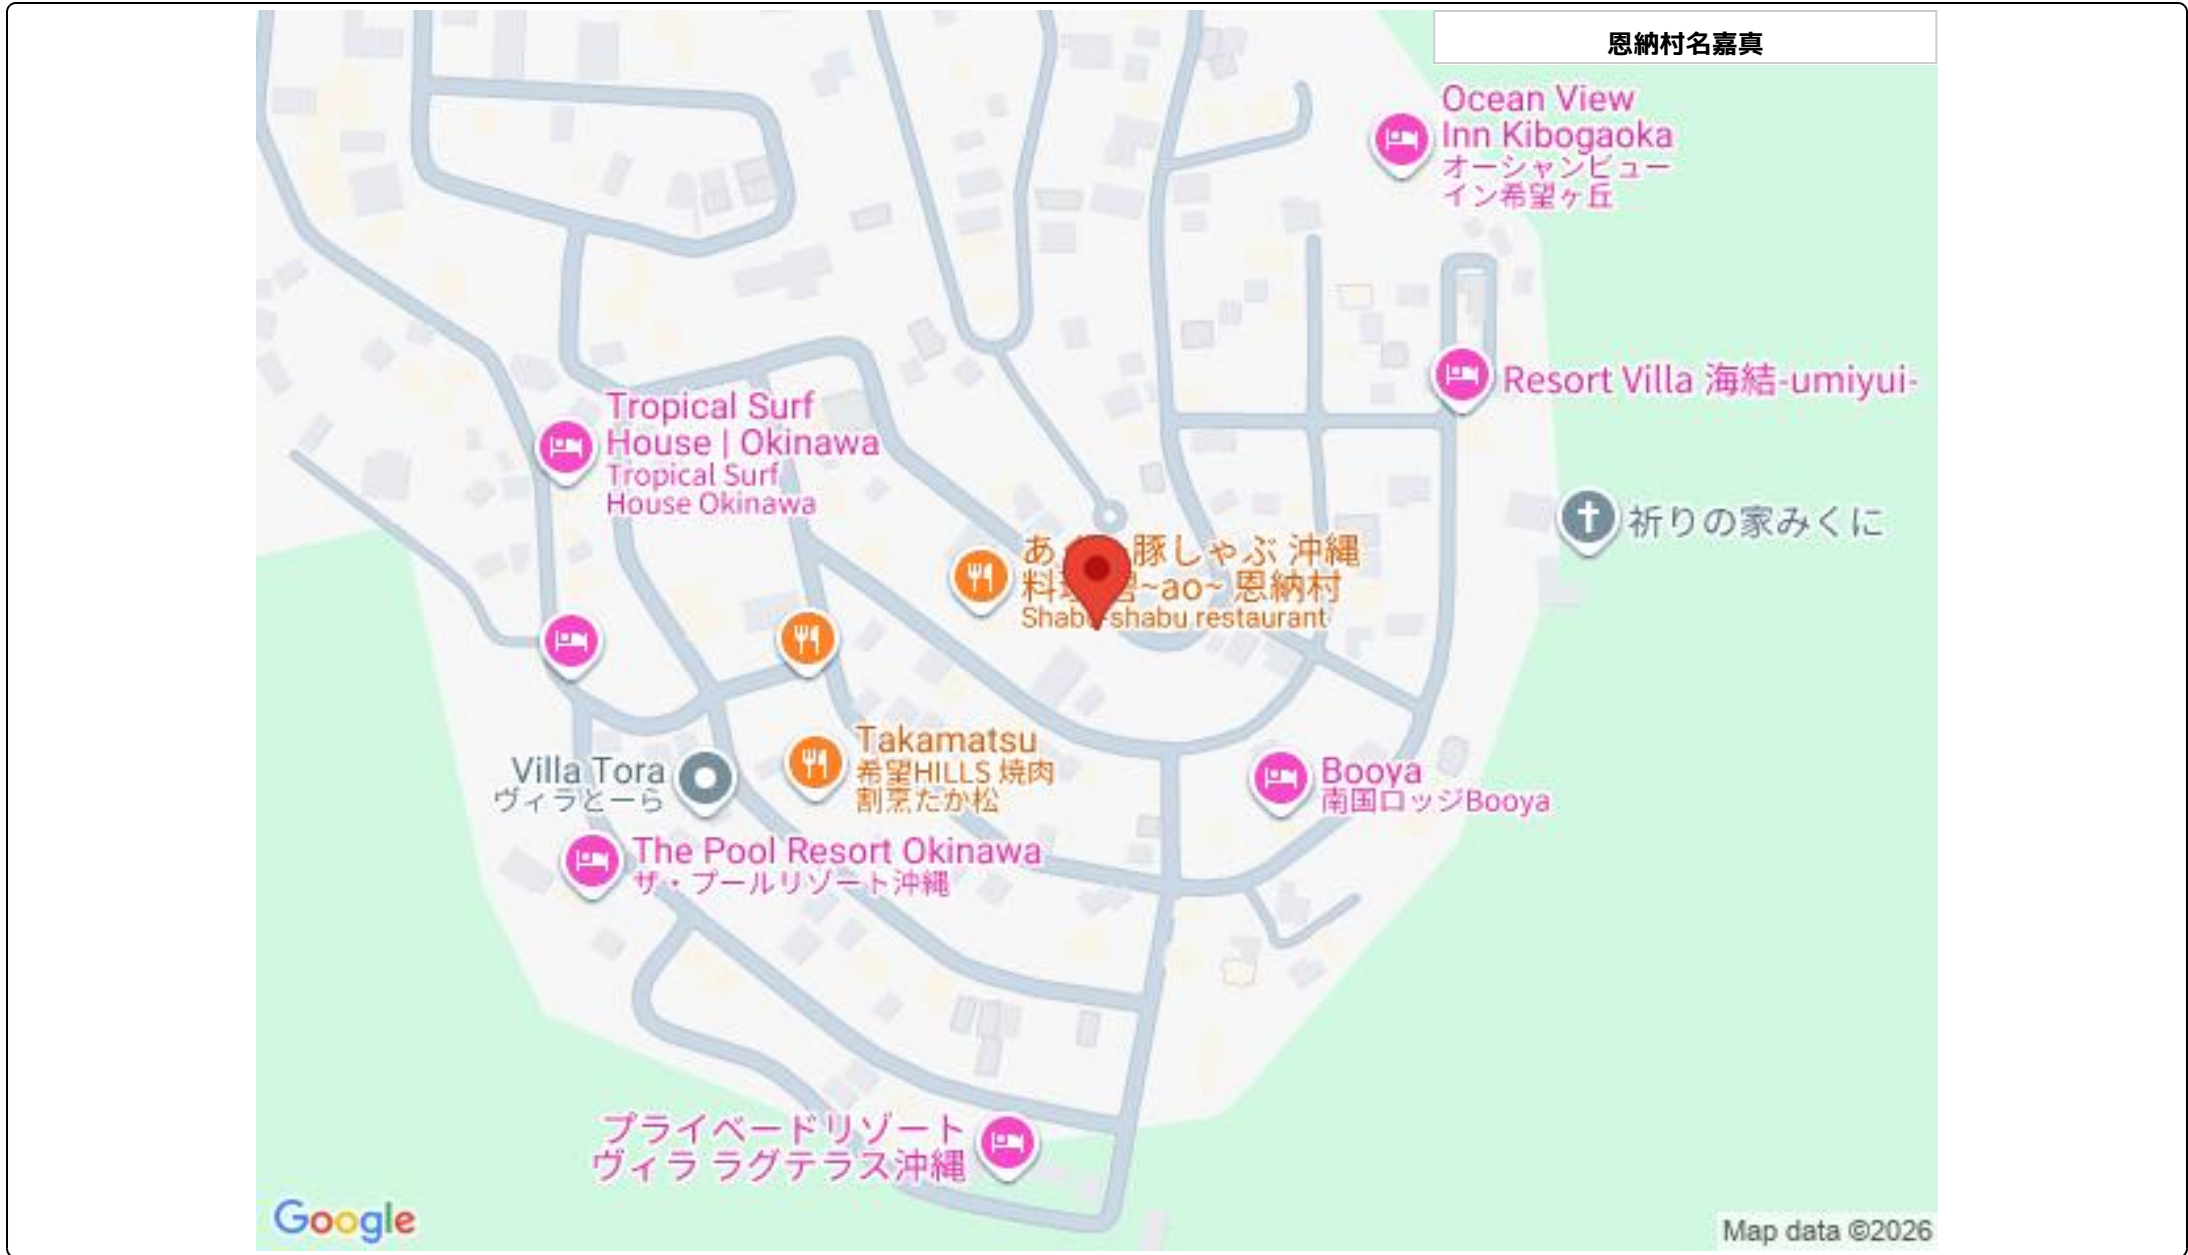 恩納村名嘉真
Ocean View
Inn Kibogaoka
オーシャンビュー
イン希望ヶ丘
Resort Villa 海結-umiyui-
Tropical Surf
House | Okinawa
Tropical Surf
House Okinawa
祈りの家みくに
あ 豚しゃぶ 沖縄
料 ~ao~ 恩納村
Shabu-shabu restaurant
Takamatsu
希望HILLS 焼肉
割烹たか松
Villa Tora
ヴィラとーら
Booya
南国ロッジBooya
The Pool Resort Okinawa
ザ・プールリゾート沖縄
プライベードリゾート
ヴィラ ラグテラス沖縄
Google
Map data ©2026